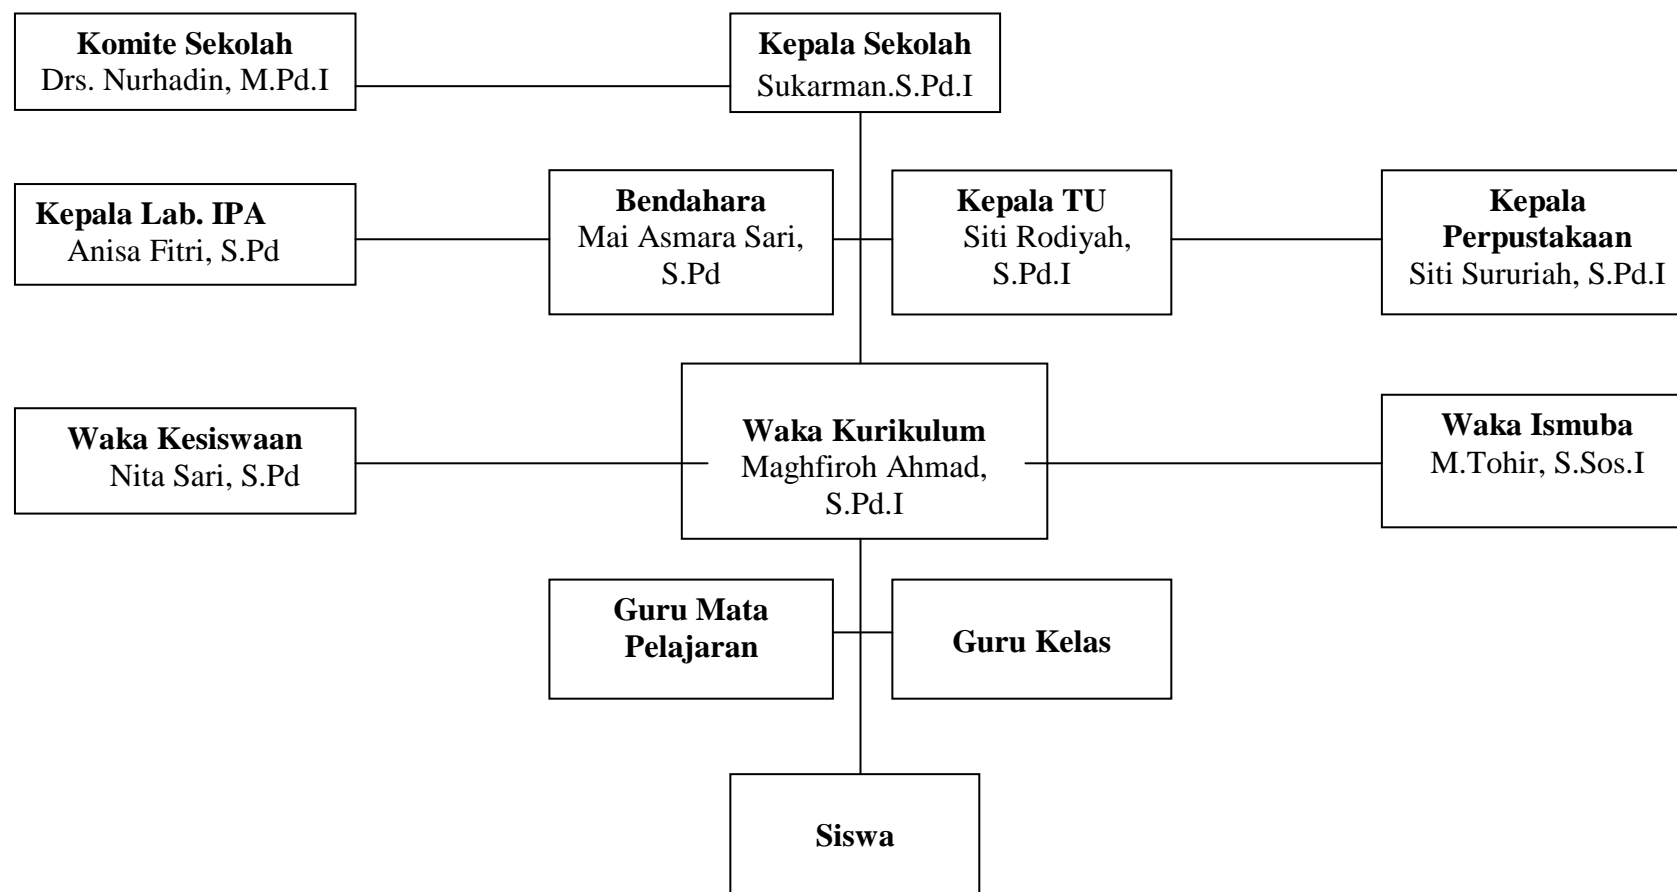 Komite Sekolah
Drs. Nurhadin, M.Pd.I
Kepala Sekolah
Sukarman.S.Pd.I
Kepala Lab. IPA
Anisa Fitri, S.Pd
Bendahara
Mai Asmara Sari,
S.Pd
Kepala TU
Siti Rodiyah,
S.Pd.I
Kepala
Perpustakaan
Siti Sururiah, S.Pd.I
Waka Kesiswaan
Nita Sari, S.Pd
Waka Kurikulum
Maghfiroh Ahmad,
S.Pd.I
Waka Ismuba
M.Tohir, S.Sos.I
Guru Mata
Pelajaran
Guru Kelas
Siswa